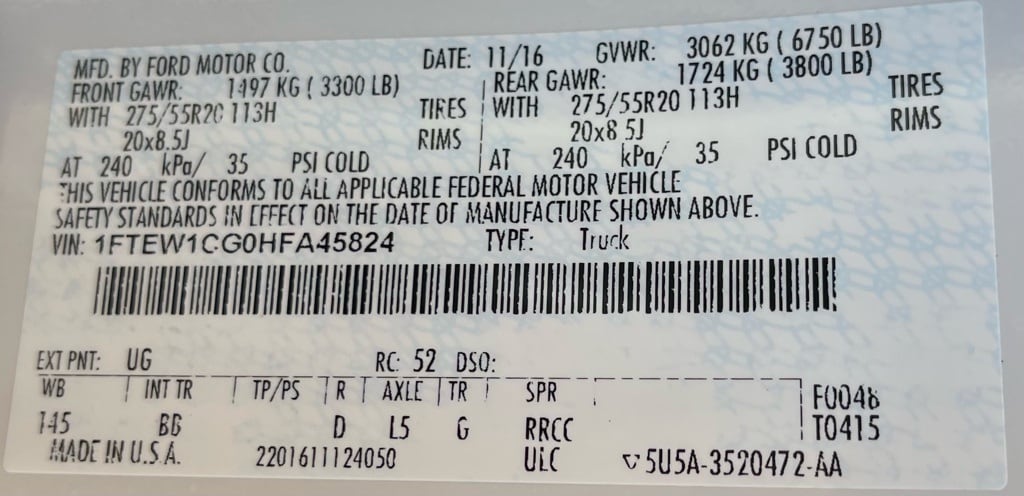 MFD. BY FORD MOTOR CO. DATE: 11/16 GVWR: 3062 KG ( 6750 LB)
FRONT GAWR: 1497 KG ( 3300 LB) REAR GAWR: 1724 KG ( 3800 LB)
WITH 275/55R20 113H TIRES WITH 275/55R20 113H TIRES
20x8.5J RIMS 20x8.5J RIMS
AT 240 kPa/ 35 PSI COLD AT 240 kPa/ 35 PSI COLD
THIS VEHICLE CONFORMS TO ALL APPLICABLE FEDERAL MOTOR VEHICLE
SAFETY STANDARDS IN EFFECT ON THE DATE OF MANUFACTURE SHOWN ABOVE.
VIN: 1FTEW1CG0HFA45824 TYPE: Truck
EXT PNT: UG RC: 52 DSO:
WB INT TR TP/PS R AXLE TR SPR F0048
145 BG D L5 G RRCC T0415
MADE IN U.S.A. 2201611124050 ULC 5U5A-3520472-AA